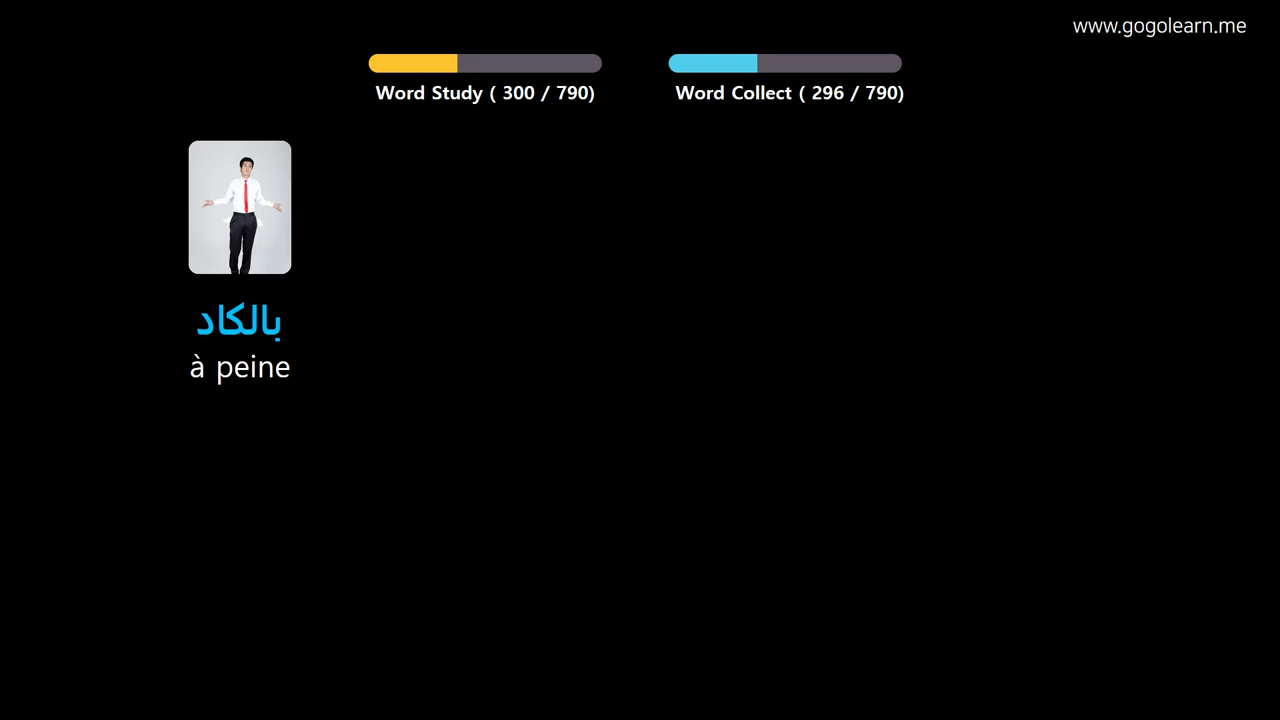 www.gogolearn.me
Word Study ( 300 / 790)
Word Collect ( 296 / 790)
بالكاد
à peine